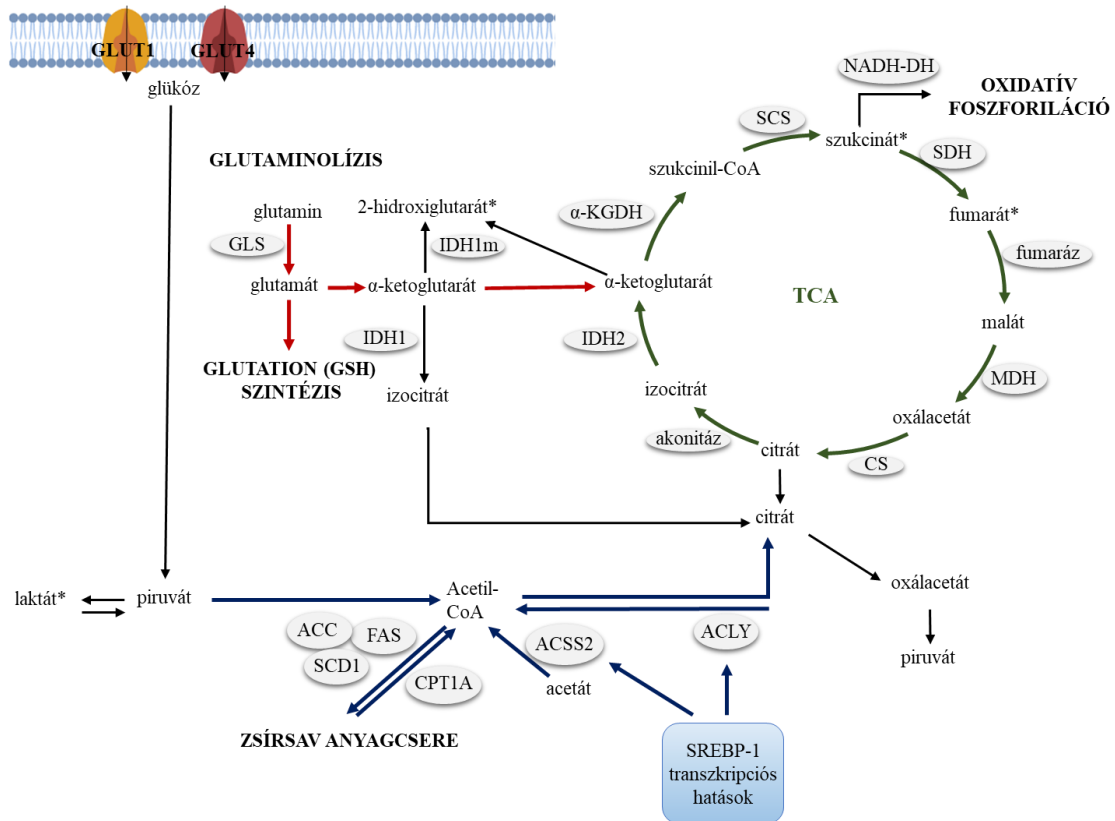 GLUT1
GLUT4
glükóz
NADH-DH
OXIDATÍV
FOSZFORILÁCIÓ
SCS
szukcinát*
SDH
GLUTAMINOLÍZIS
szukcinil-CoA
glutamin
2-hidroxiglutarát*
α-KGDH
fumarát*
GLS
IDH1m
fumaráz
glutamát
α-ketoglutarát
α-ketoglutarát
TCA
malát
IDH1
IDH2
GLUTATION (GSH)
SZINTÉZIS
izocitrát
izocitrát
MDH
oxálacetát
akonitáz
citrát
CS
citrát
oxálacetát
laktát*
piruvát
Acetil-
CoA
ACC
FAS
SCD1
CPT1A
ACSS2
ACLY
acetát
piruvát
ZSÍRSAV ANYAGCSERE
SREBP-1
transzkripciós
hatások